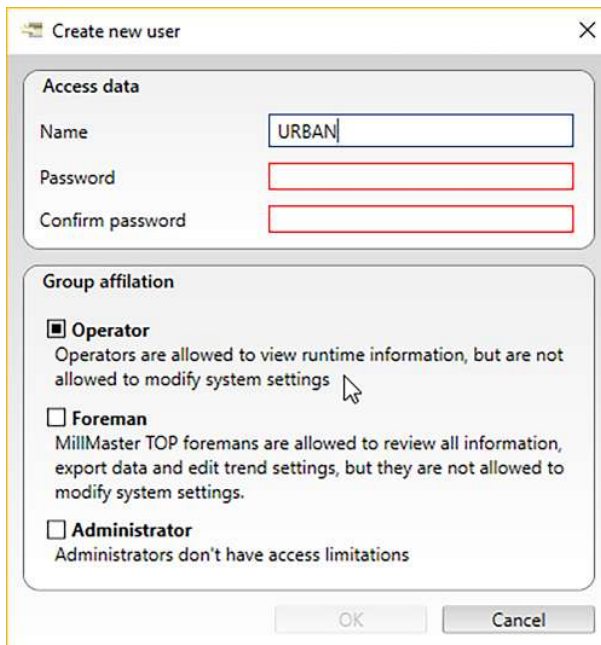 Create new user
Access data
Name
URBAN
Password
Confirm password
Group affilation
Operator
Operators are allowed to view runtime information, but are not
allowed to modify system settings
Foreman
MillMaster TOP foremans are allowed to review all information,
export data and edit trend settings, but they are not allowed to
modify system settings.
Administrator
Administrators don't have access limitations
OK
Cancel